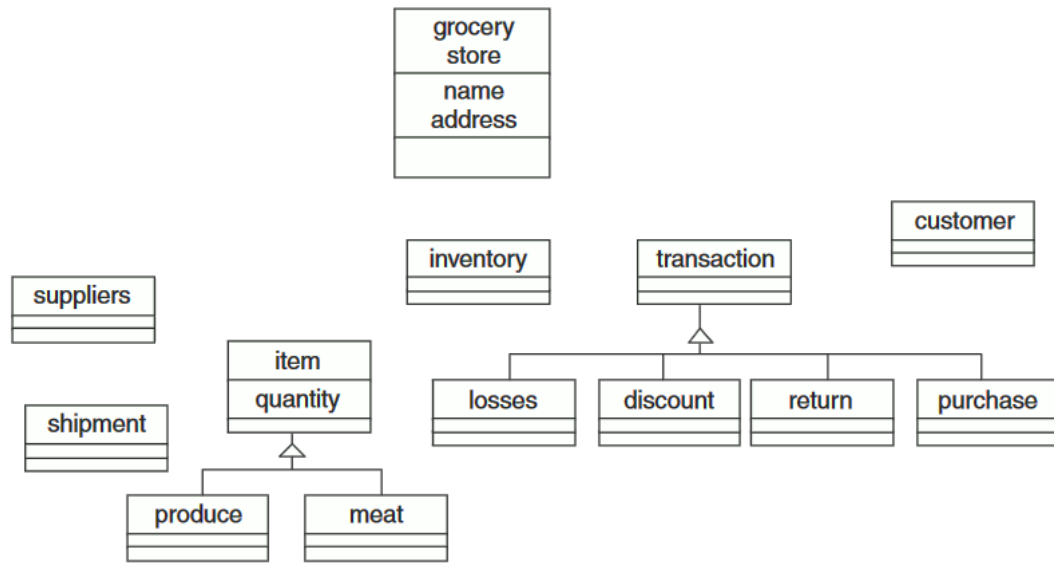 grocery
store
name
address
customer
inventory
transaction
suppliers
item
quantity
losses
discount
return
purchase
shipment
produce
meat